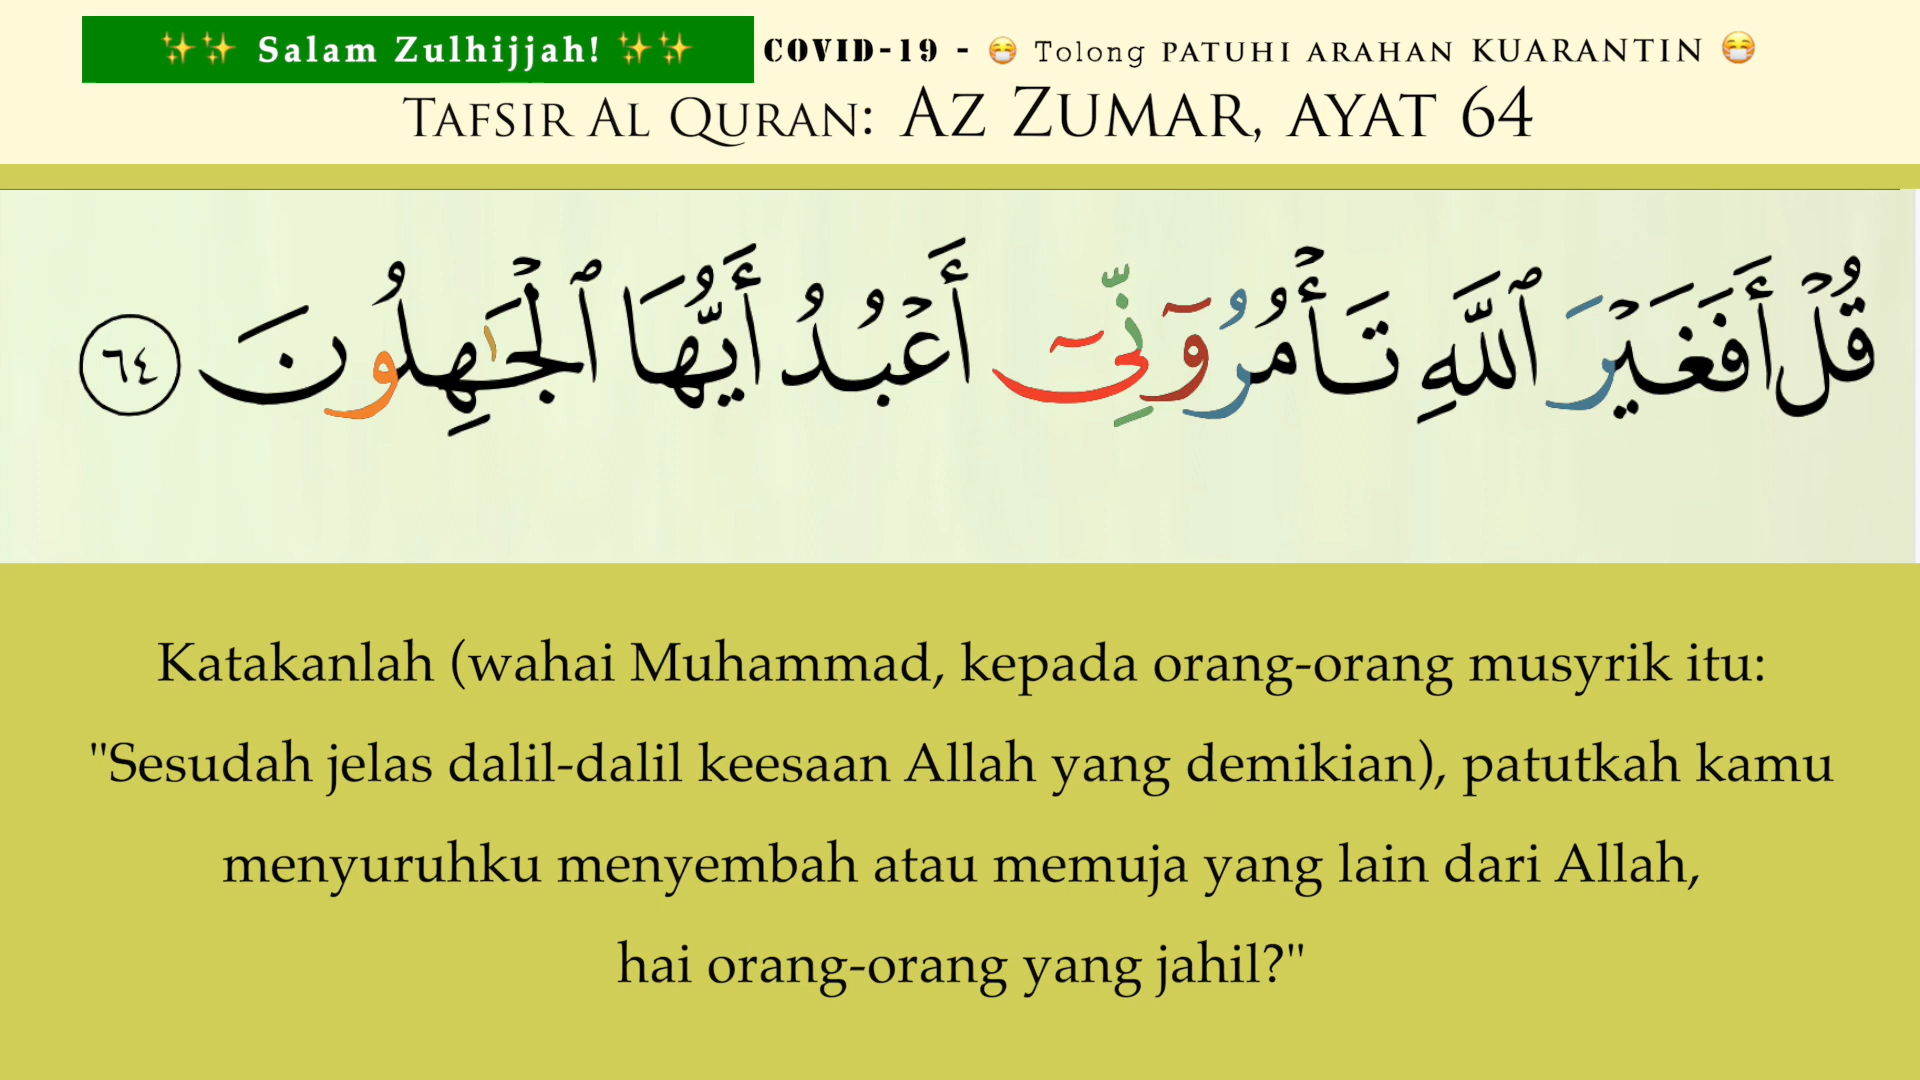 ✨✨ Salam Zulhijjah! ✨✨ COVID-19 - 😷 Tolong PATUHI ARAHAN KUARANTIN 😷
TAFSIR AL QURAN: AZ ZUMAR, AYAT 64
قُلۡ أَفَغَيۡرَ ٱللَّهِ تَأۡمُرُوٓنِّيٓ أَعۡبُدُ أَيُّهَا ٱلۡجَٰهِلُونَ ٦٤
Katakanlah (wahai Muhammad, kepada orang-orang musyrik itu:
"Sesudah jelas dalil-dalil keesaan Allah yang demikian), patutkah kamu
menyuruhku menyembah atau memuja yang lain dari Allah,
hai orang-orang yang jahil?"